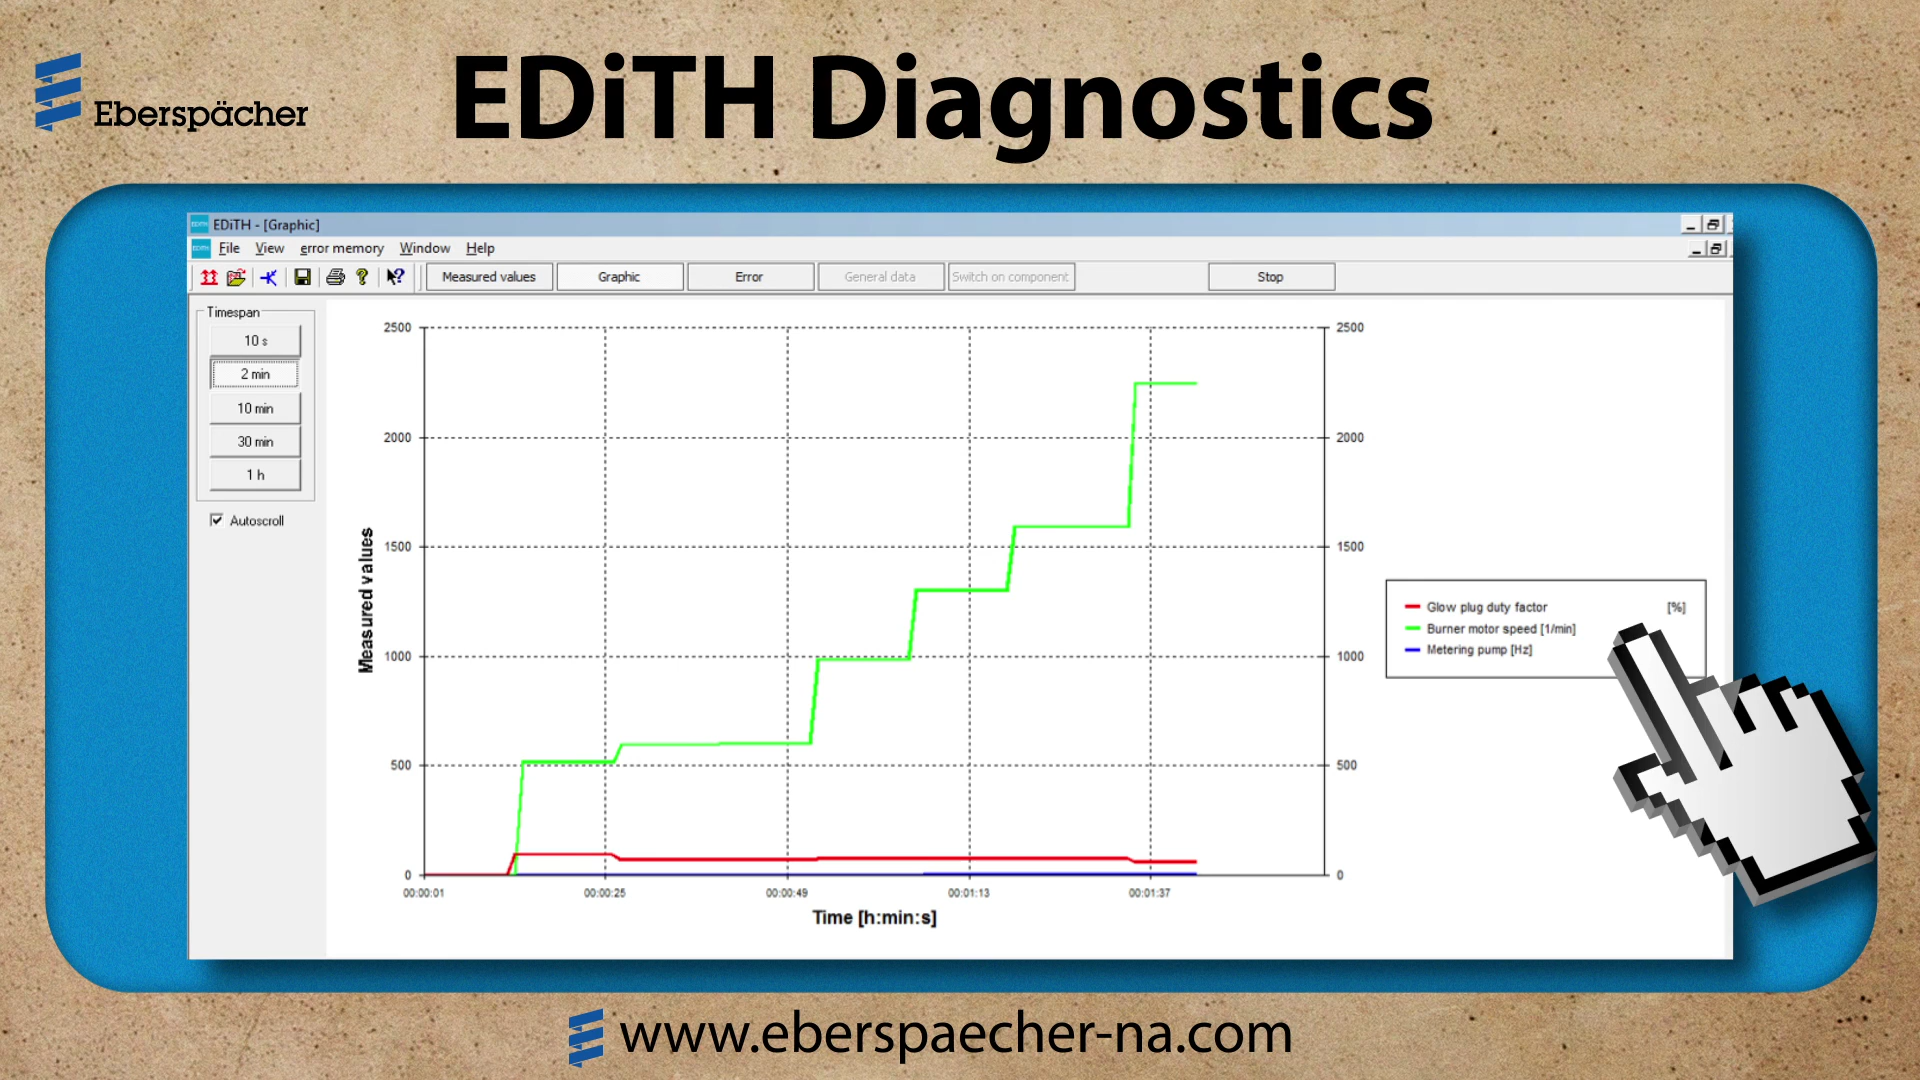 Eberspächer
EDiTH Diagnostics
EDiTH - [Graphic]
File View error memory Window Help
Measured values Graphic Error General data Switch on component Stop
Timespan
10 s
2 min
10 min
30 min
1 h
Autoscroll
Measured values
2500
2000
1500
1000
500
0
2500
2000
1500
1000
500
0
00:00:01 00:00:25 00:00:49 00:01:13 00:01:37
Time [h:min:s]
Glow plug duty factor [%]
Burner motor speed [1/min]
Metering pump [Hz]
www.eberspaecher-na.com